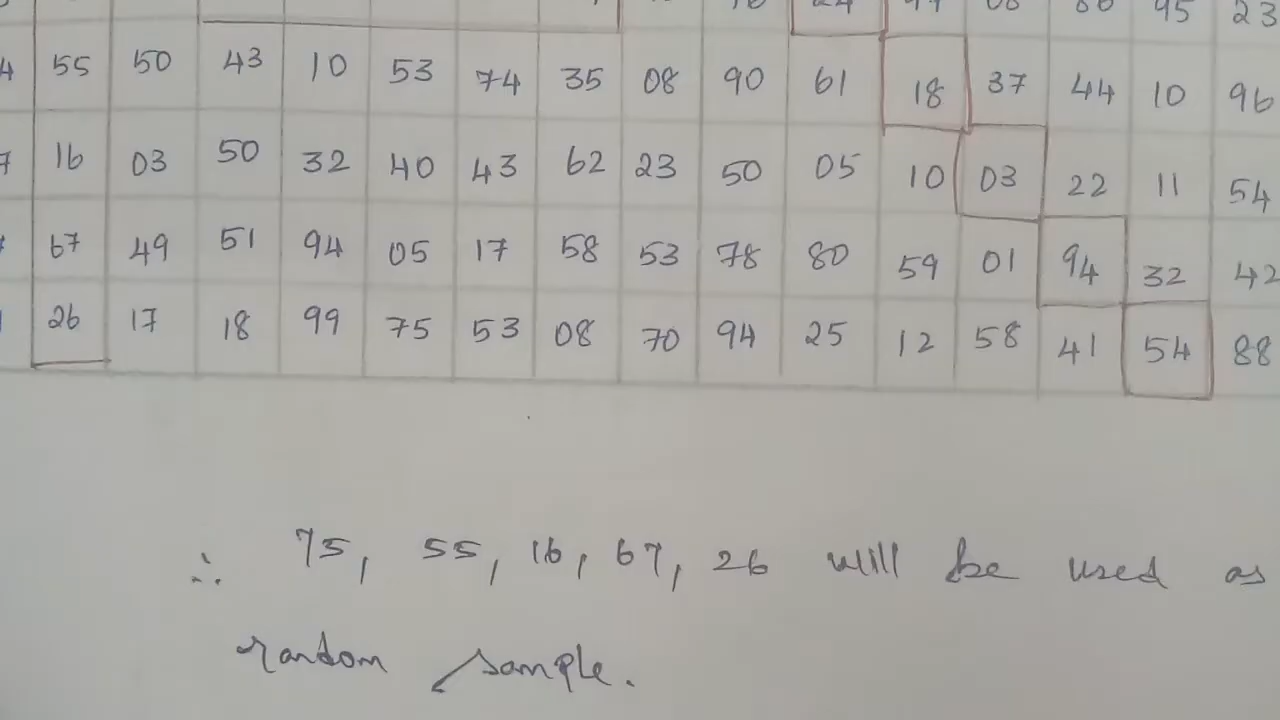 24 95 23
55 50 43 10 53 74 35 08 90 61 18 37 44 10 96
16 03 50 32 40 43 62 23 50 05 10 03 22 11 54
67 49 51 94 05 17 58 53 78 80 59 01 94 32 42
26 17 18 99 75 53 08 70 94 25 12 58 41 54 88
∴ 75, 55, 16, 67, 26 will be used as
random sample.